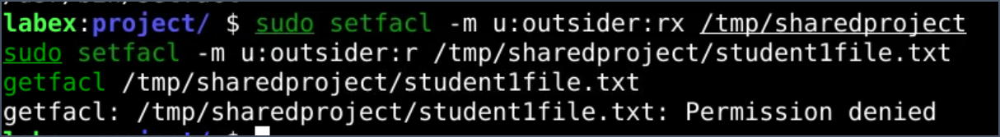 labex:project/ $ sudo setfacl -m u:outsider:rx /tmp/sharedproject
sudo setfacl -m u:outsider:r /tmp/sharedproject/student1file.txt
getfacl /tmp/sharedproject/student1file.txt
getfacl: /tmp/sharedproject/student1file.txt: Permission denied